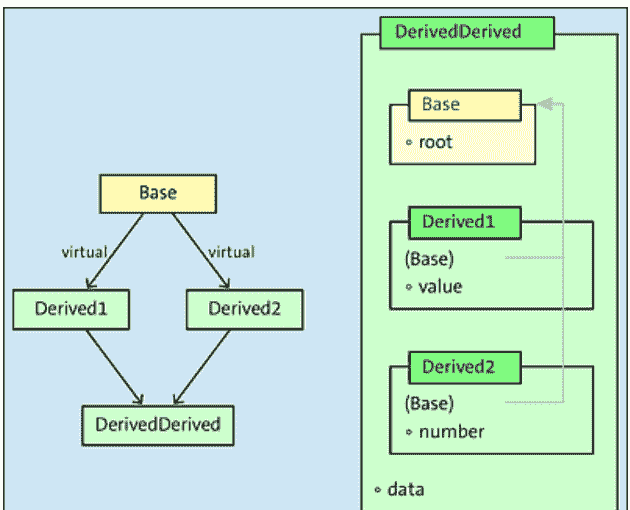 Base
virtual virtual
Derived1 Derived2
DerivedDerived
DerivedDerived
Base
root
Derived1
(Base)
value
Derived2
(Base)
number
data